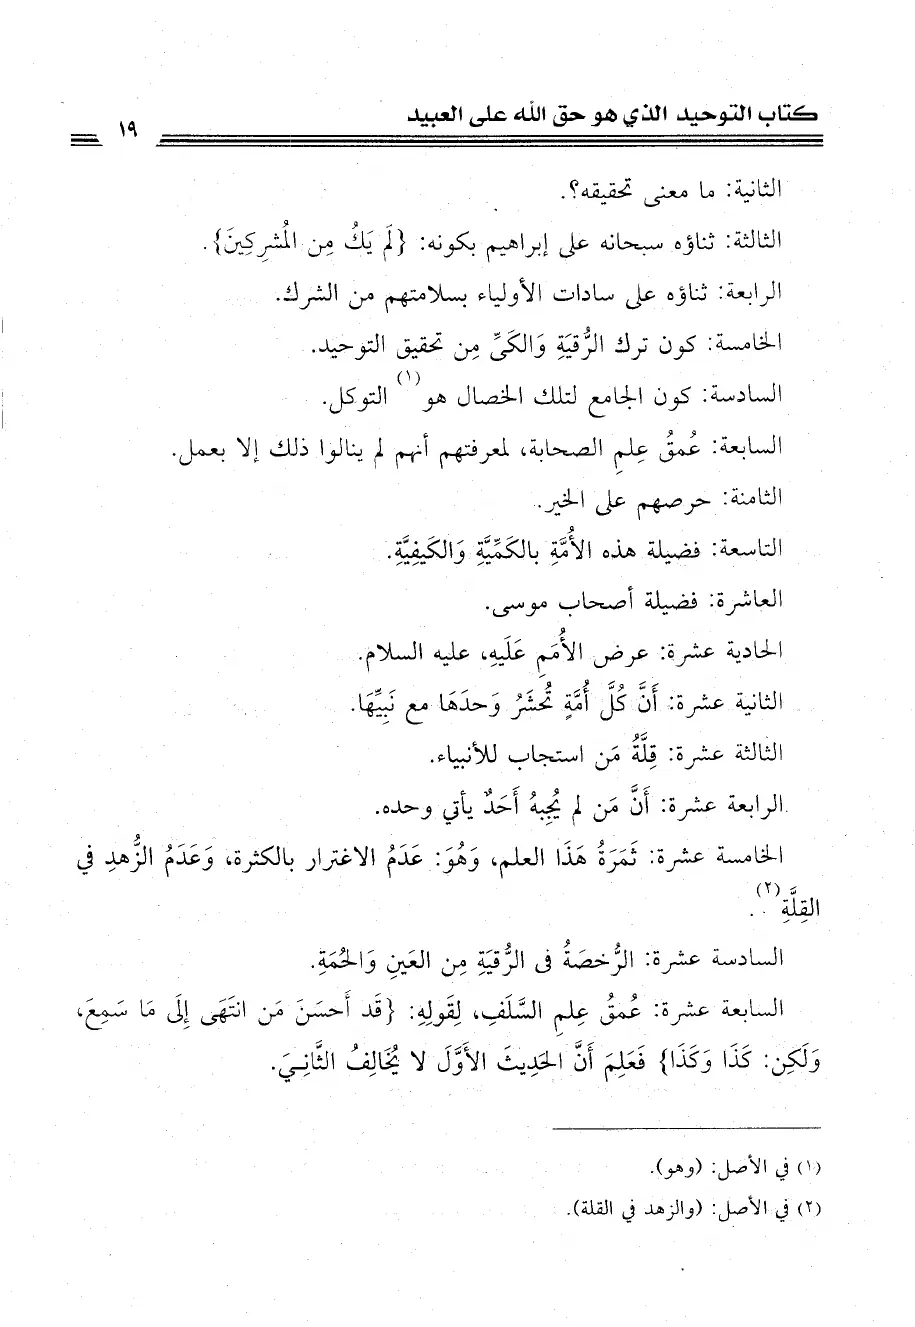 كتاب التوحيد الذي هو حق الله على العبيد
١٩
الثانية: ما معنى تحقيقه؟.
الثالثة: ثناؤه سبحانه على إبراهيم بكونه: {لَمْ يَكُ مِن المُشرِكِينَ}.
الرابعة: ثناؤه على سادات الأولياء بسلامتهم من الشرك.
الخامسة: كون ترك الرُّقيَةِ وَالكَيِّ مِن تحقيق التوحيد.
السادسة: كون الجامع لتلك الخصال هو(١) التوكل.
السابعة: عُمقُ عِلمِ الصحابة، لمعرفتهم أنهم لم ينالوا ذلك إلا بعمل.
الثامنة: حرصهم على الخير.
التاسعة: فضيلة هذه الأُمَّةِ بالكَمِّيَّةِ وَالكَيفِيَّةِ.
العاشرة: فضيلة أصحاب موسى.
الحادية عشرة: عرض الأُمَمِ عَلَيهِ، عليه السلام.
الثانية عشرة: أَنَّ كُلَّ أُمَّةٍ تُحشَرُ وَحدَهَا مع نَبِيِّهَا.
الثالثة عشرة: قِلَّةُ مَن استجاب للأنبياء.
الرابعة عشرة: أَنَّ مَن لم يُجِبهُ أَحَدٌ يأتي وحده.
الخامسة عشرة: ثَمَرَةُ هَذَا العلم، وَهُوَ: عَدَمُ الاغترار بالكثرة، وَعَدَمُ الزُّهدِ في
القِلَّةِ(٢).
السادسة عشرة: الرُّخصَةُ فى الرُّقيَةِ مِن العَينِ وَالحُمَةِ.
السابعة عشرة: عُمقُ عِلمِ السَّلَفِ، لِقَولِهِ: {قَد أَحسَنَ مَن انتَهَى إِلَى مَا سَمِعَ،
وَلَكِن: كَذَا وَكَذَا} فَعَلِمَ أَنَّ الحَدِيثَ الأَوَّلَ لا يُخَالِفُ الثَّانِيَ.
(١) في الأصل: (وهو).
(٢) في الأصل: (والزهد في القلة).